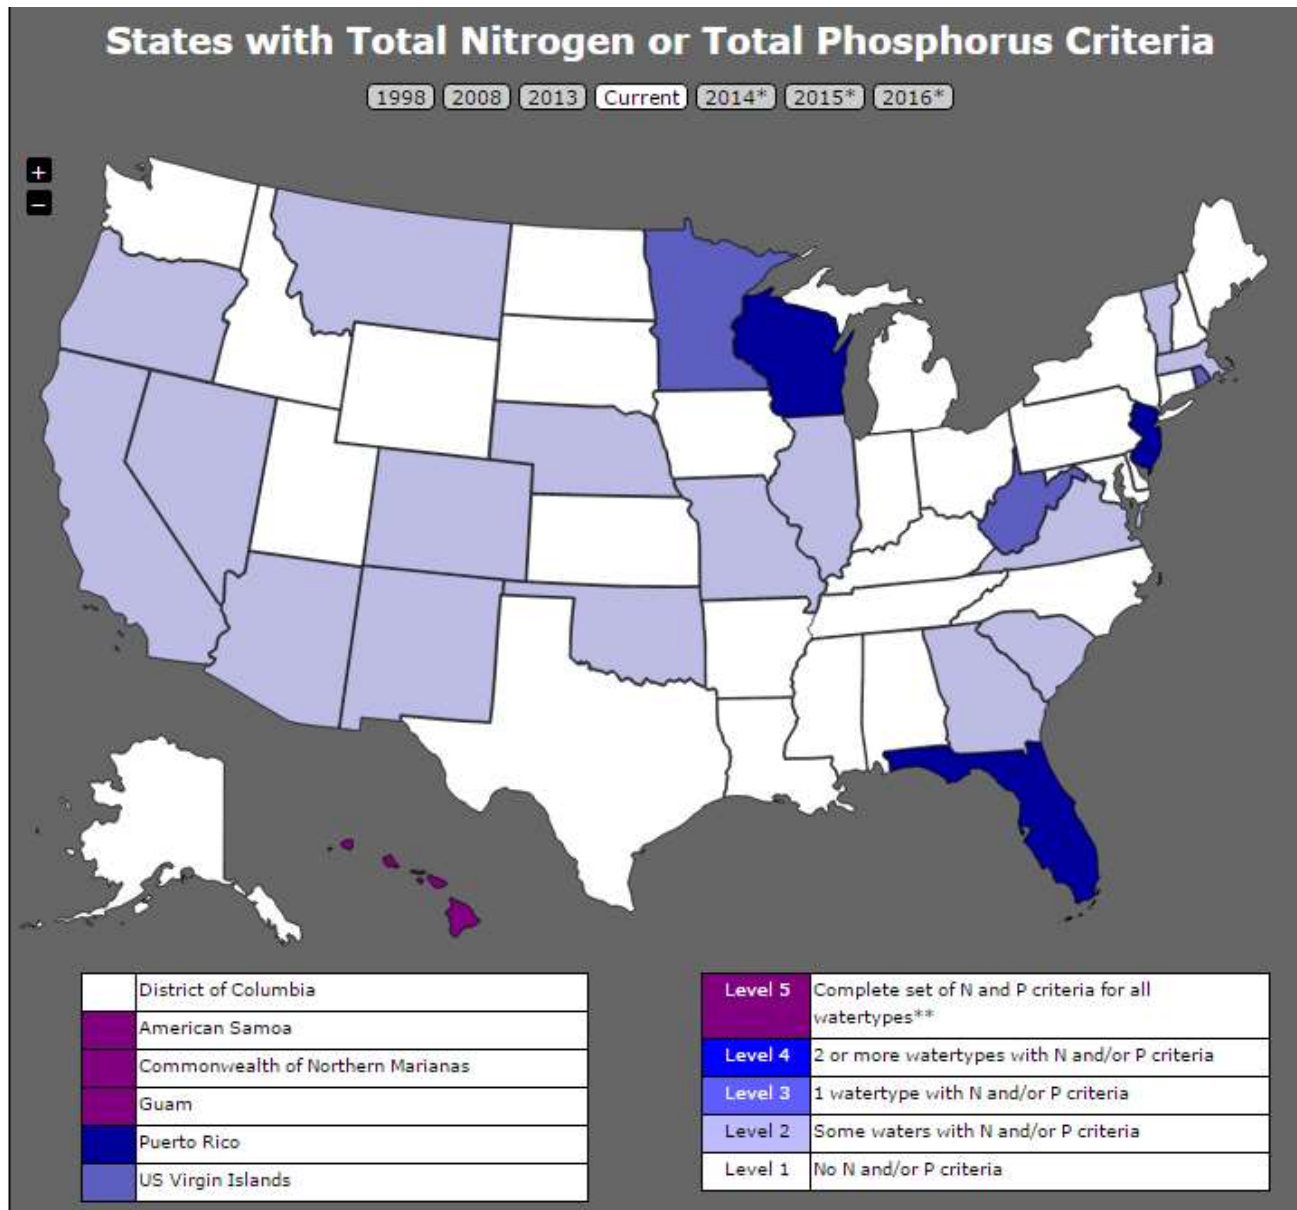 States with Total Nitrogen or Total Phosphorus Criteria
1998 2008 2013 Current 2014* 2015* 2016*
+
−
District of Columbia
American Samoa
Commonwealth of Northern Marianas
Guam
Puerto Rico
US Virgin Islands
Level 5 Complete set of N and P criteria for all
watertypes**
Level 4 2 or more watertypes with N and/or P criteria
Level 3 1 watertype with N and/or P criteria
Level 2 Some waters with N and/or P criteria
Level 1 No N and/or P criteria